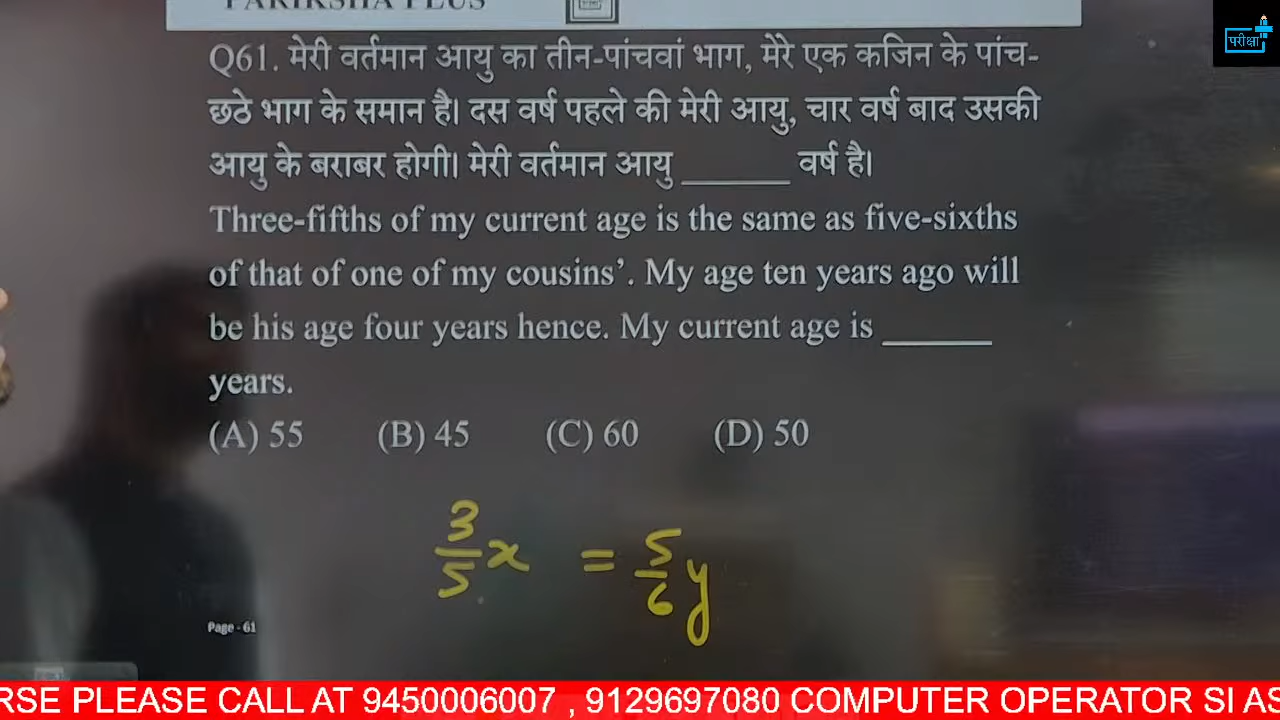 PARIKSHA PLUS
परीक्षा
Q61. मेरी वर्तमान आयु का तीन-पांचवां भाग, मेरे एक कजिन के पांच-
छठे भाग के समान है। दस वर्ष पहले की मेरी आयु, चार वर्ष बाद उसकी
आयु के बराबर होगी। मेरी वर्तमान आयु ______ वर्ष है।
Three-fifths of my current age is the same as five-sixths
of that of one of my cousins’. My age ten years ago will
be his age four years hence. My current age is ______
years.
(A) 55 (B) 45 (C) 60 (D) 50
3/5 x = 5/6 y
Page - 61
RSE PLEASE CALL AT 9450006007 , 9129697080 COMPUTER OPERATOR SI AS